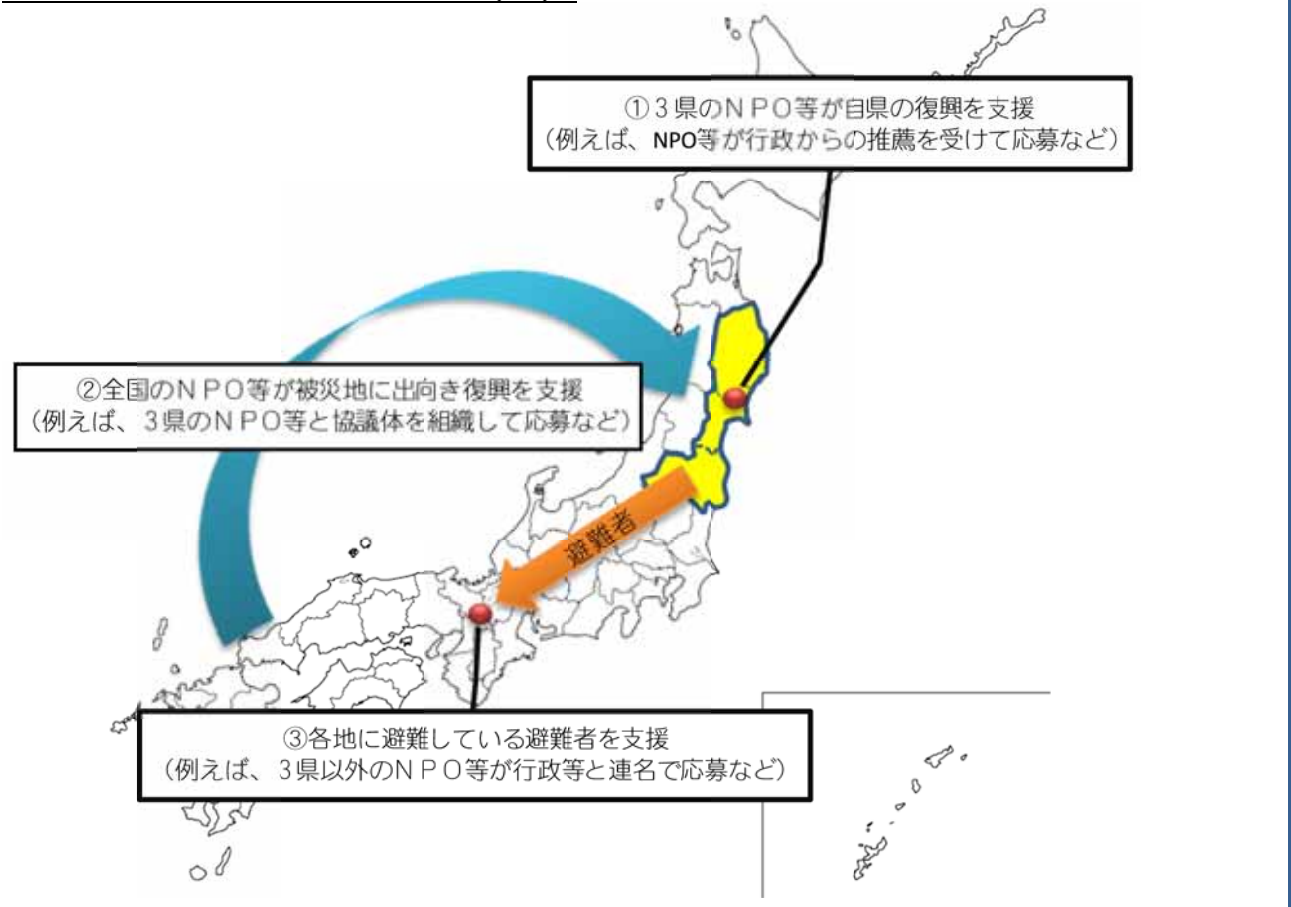 ①３県のＮＰＯ等が自県の復興を支援
（例えば、NPO等が行政からの推薦を受けて応募など）
②全国のＮＰＯ等が被災地に出向き復興を支援
（例えば、３県のＮＰＯ等と協議体を組織して応募など）
避難者
③各地に避難している避難者を支援
（例えば、３県以外のＮＰＯ等が行政等と連名で応募など）